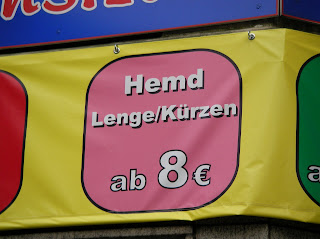 Hemd
Lenge/Kürzen
ab 8€